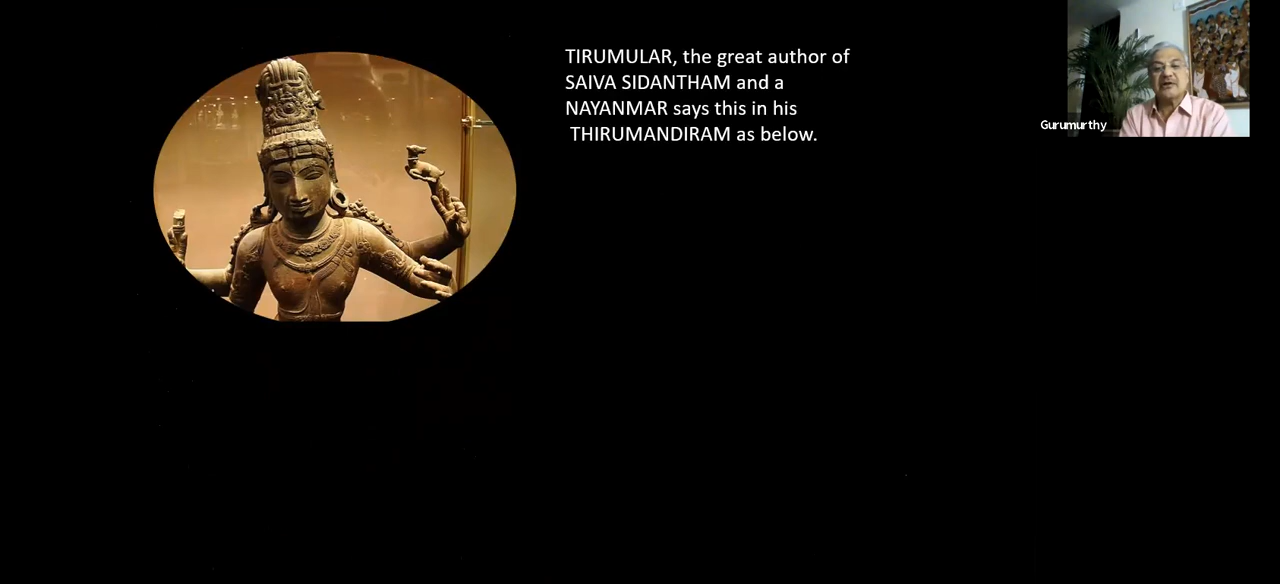 TIRUMULAR, the great author of
SAIVA SIDANTHAM and a
NAYANMAR says this in his
THIRUMANDIRAM as below.
Gurumurthy